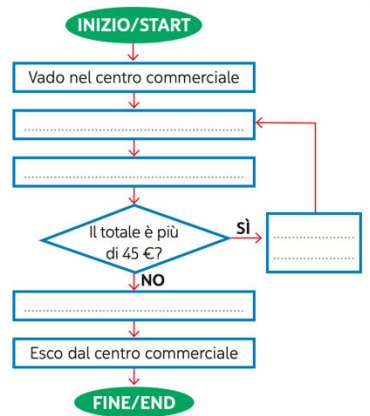 INIZIO/START
Vado nel centro commerciale
Il totale è più
di 45 €?
SÌ
NO
Esco dal centro commerciale
FINE/END